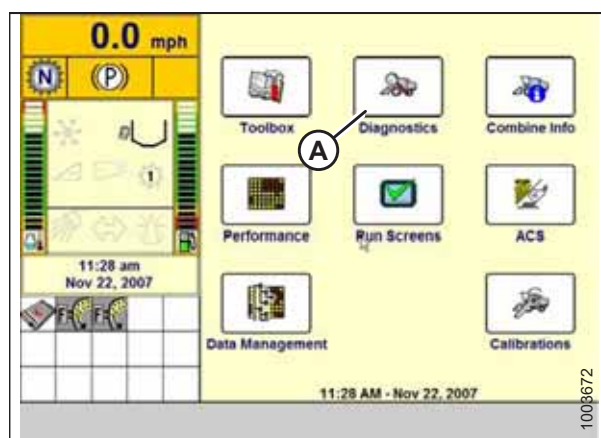 0.0 mph
N
(P)
1
11:28 am
Nov 22, 2007
Toolbox
Diagnostics
Combine Info
A
Performance
Run Screens
ACS
Data Management
Calibrations
11:28 AM - Nov 22, 2007
1003672